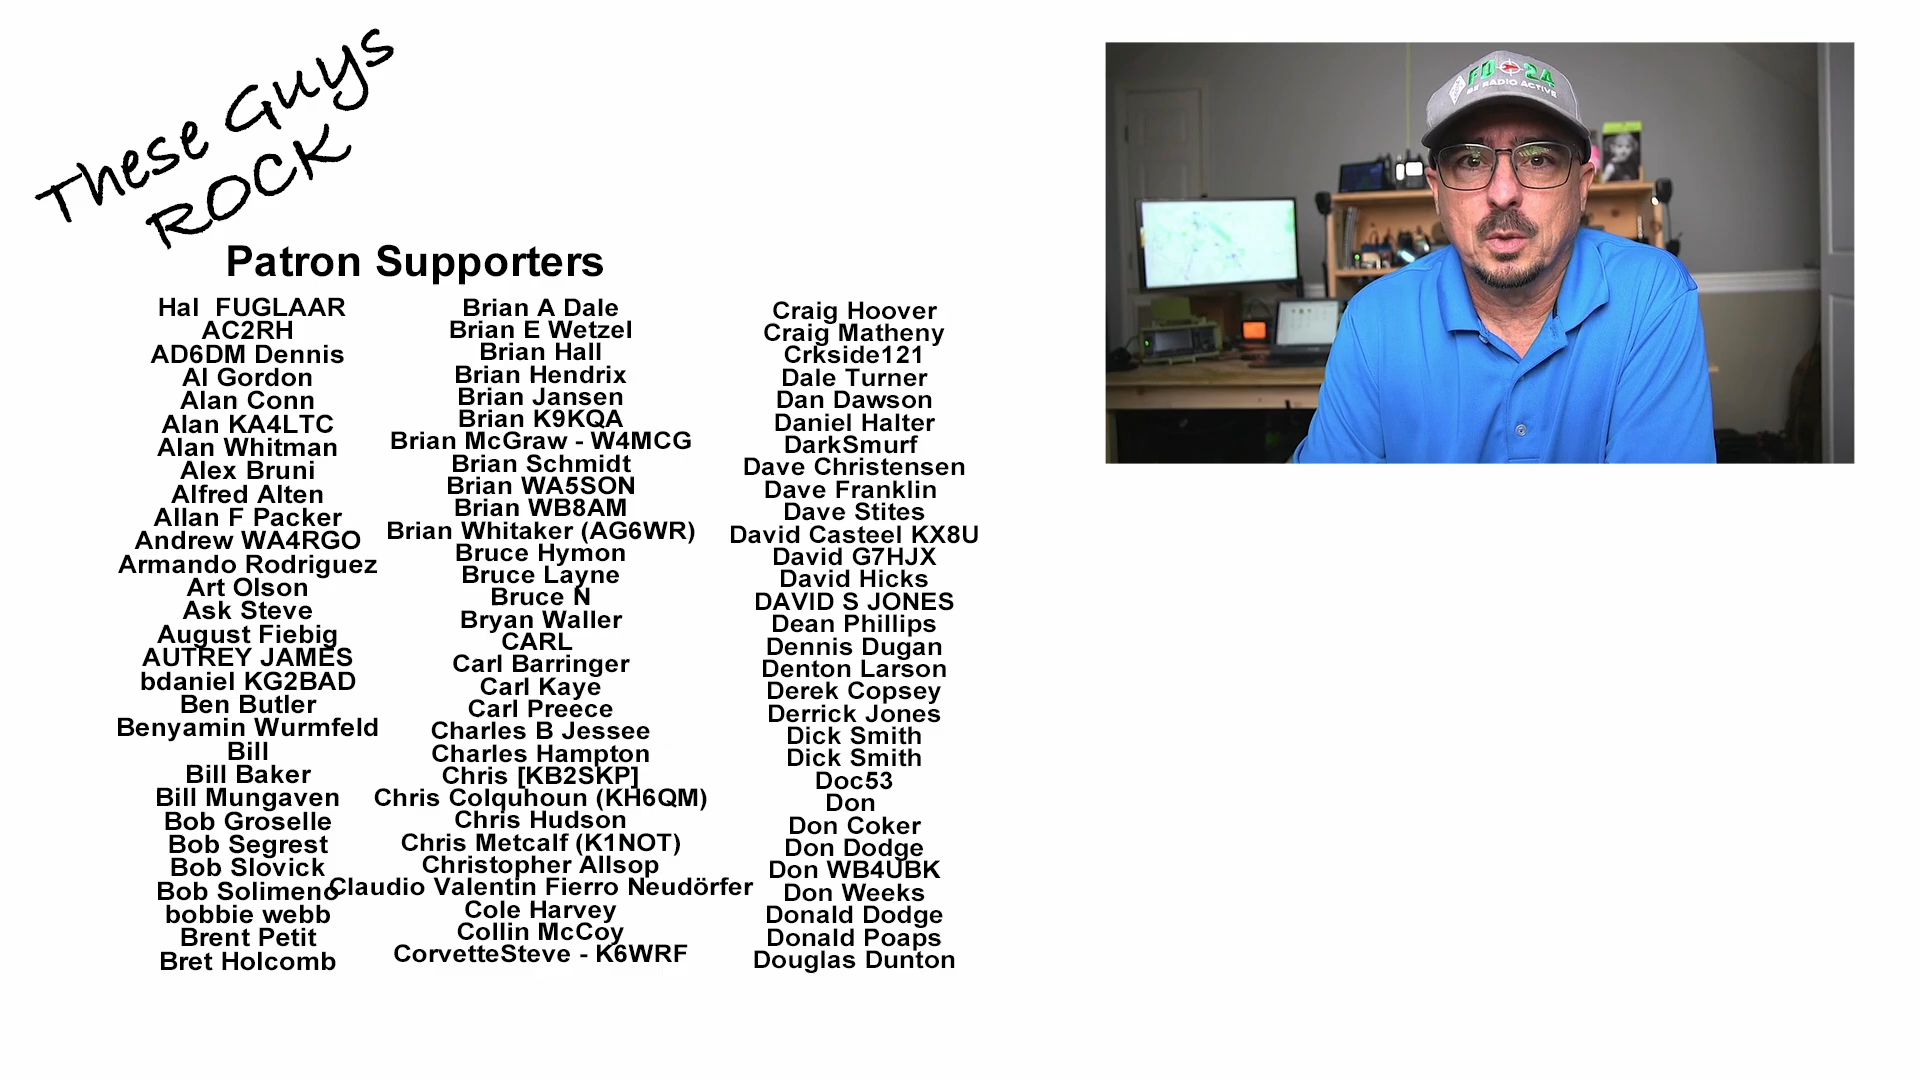 These Guys
ROCK
Patron Supporters
Hal FUGLAAR
AC2RH
AD6DM Dennis
Al Gordon
Alan Conn
Alan KA4LTC
Alan Whitman
Alex Bruni
Alfred Alten
Allan F Packer
Andrew WA4RGO
Armando Rodriguez
Art Olson
Ask Steve
August Fiebig
AUTREY JAMES
bdaniel KG2BAD
Ben Butler
Benyamin Wurmfeld
Bill
Bill Baker
Bill Mungaven
Bob Groselle
Bob Segrest
Bob Slovick
Bob Solimeno
bobbie webb
Brent Petit
Bret Holcomb
Brian A Dale
Brian E Wetzel
Brian Hall
Brian Hendrix
Brian Jansen
Brian K9KQA
Brian McGraw - W4MCG
Brian Schmidt
Brian WA5SON
Brian WB8AM
Brian Whitaker (AG6WR)
Bruce Hymon
Bruce Layne
Bruce N
Bryan Waller
CARL
Carl Barringer
Carl Kaye
Carl Preece
Charles B Jessee
Charles Hampton
Chris [KB2SKP]
Chris Colquhoun (KH6QM)
Chris Hudson
Chris Metcalf (K1NOT)
Christopher Allsop
Claudio Valentin Fierro Neudörfer
Cole Harvey
Collin McCoy
CorvetteSteve - K6WRF
Craig Hoover
Craig Matheny
Crkside121
Dale Turner
Dan Dawson
Daniel Halter
DarkSmurf
Dave Christensen
Dave Franklin
Dave Stites
David Casteel KX8U
David G7HJX
David Hicks
DAVID S JONES
Dean Phillips
Dennis Dugan
Denton Larson
Derek Copsey
Derrick Jones
Dick Smith
Dick Smith
Doc53
Don
Don Coker
Don Dodge
Don WB4UBK
Don Weeks
Donald Dodge
Donald Poaps
Douglas Dunton
FD 24
BE RADIO ACTIVE